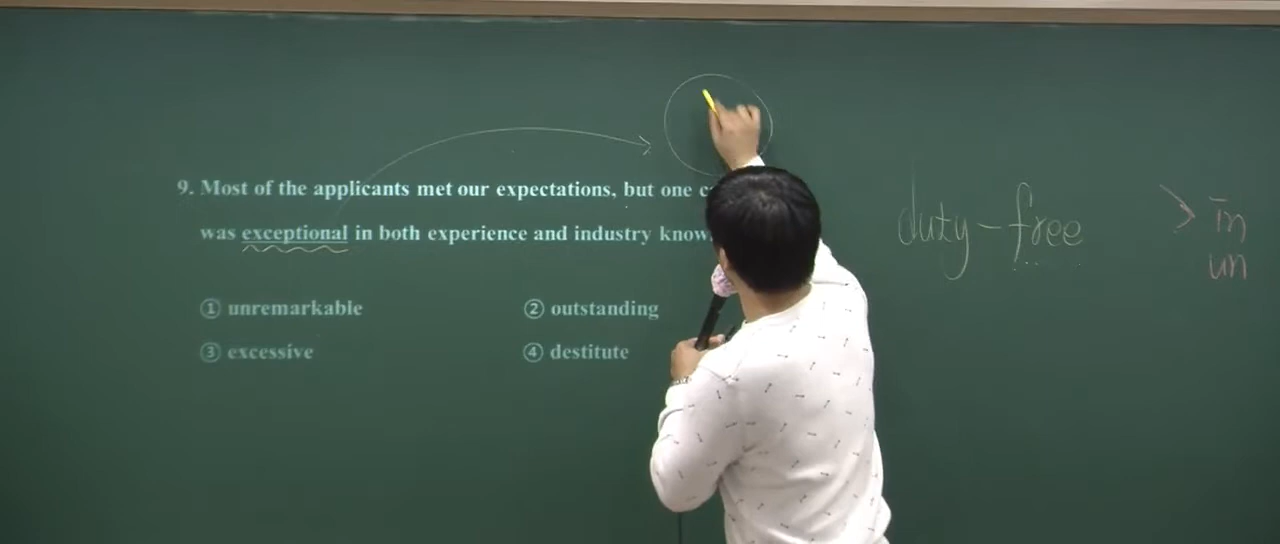 9. Most of the applicants met our expectations, but one
was exceptional in both experience and industry
① unremarkable
② outstanding
③ excessive
④ destitute
duty-free
> in
un